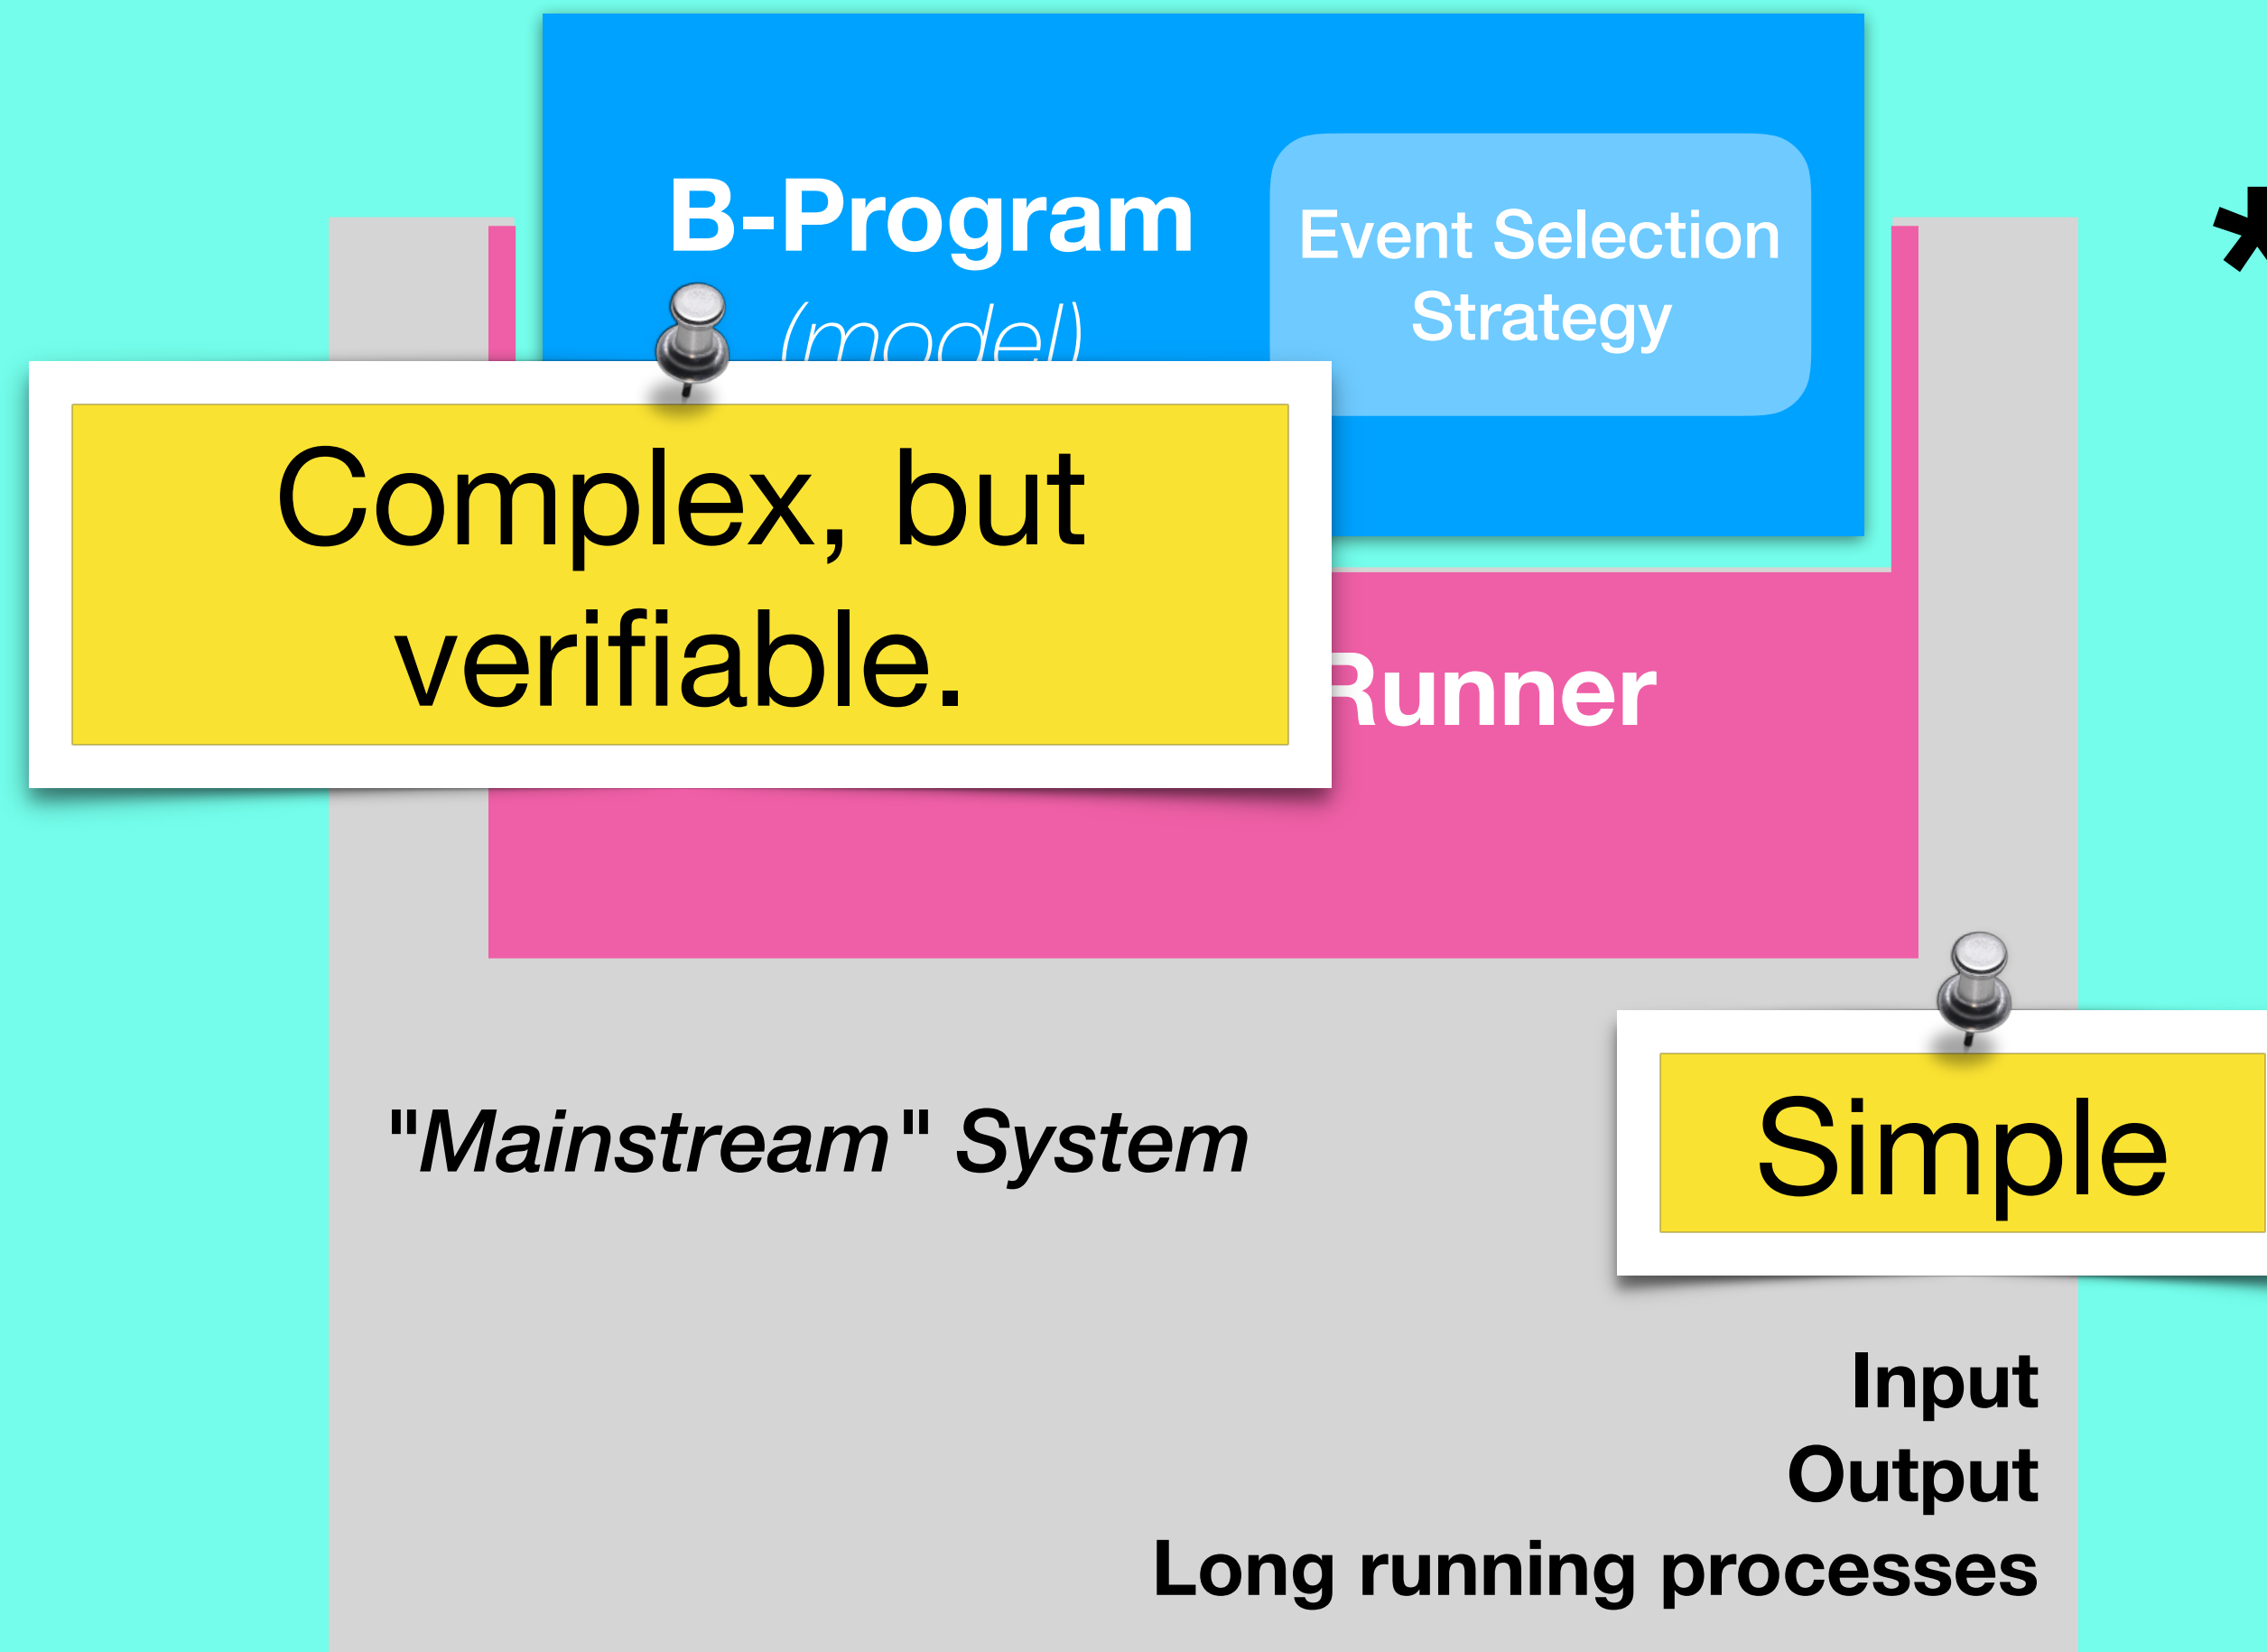 B-Program
(model)
Event Selection
Strategy
Complex, but
verifiable.
Runner
"Mainstream" System
Simple
Input
Output
Long running processes
*